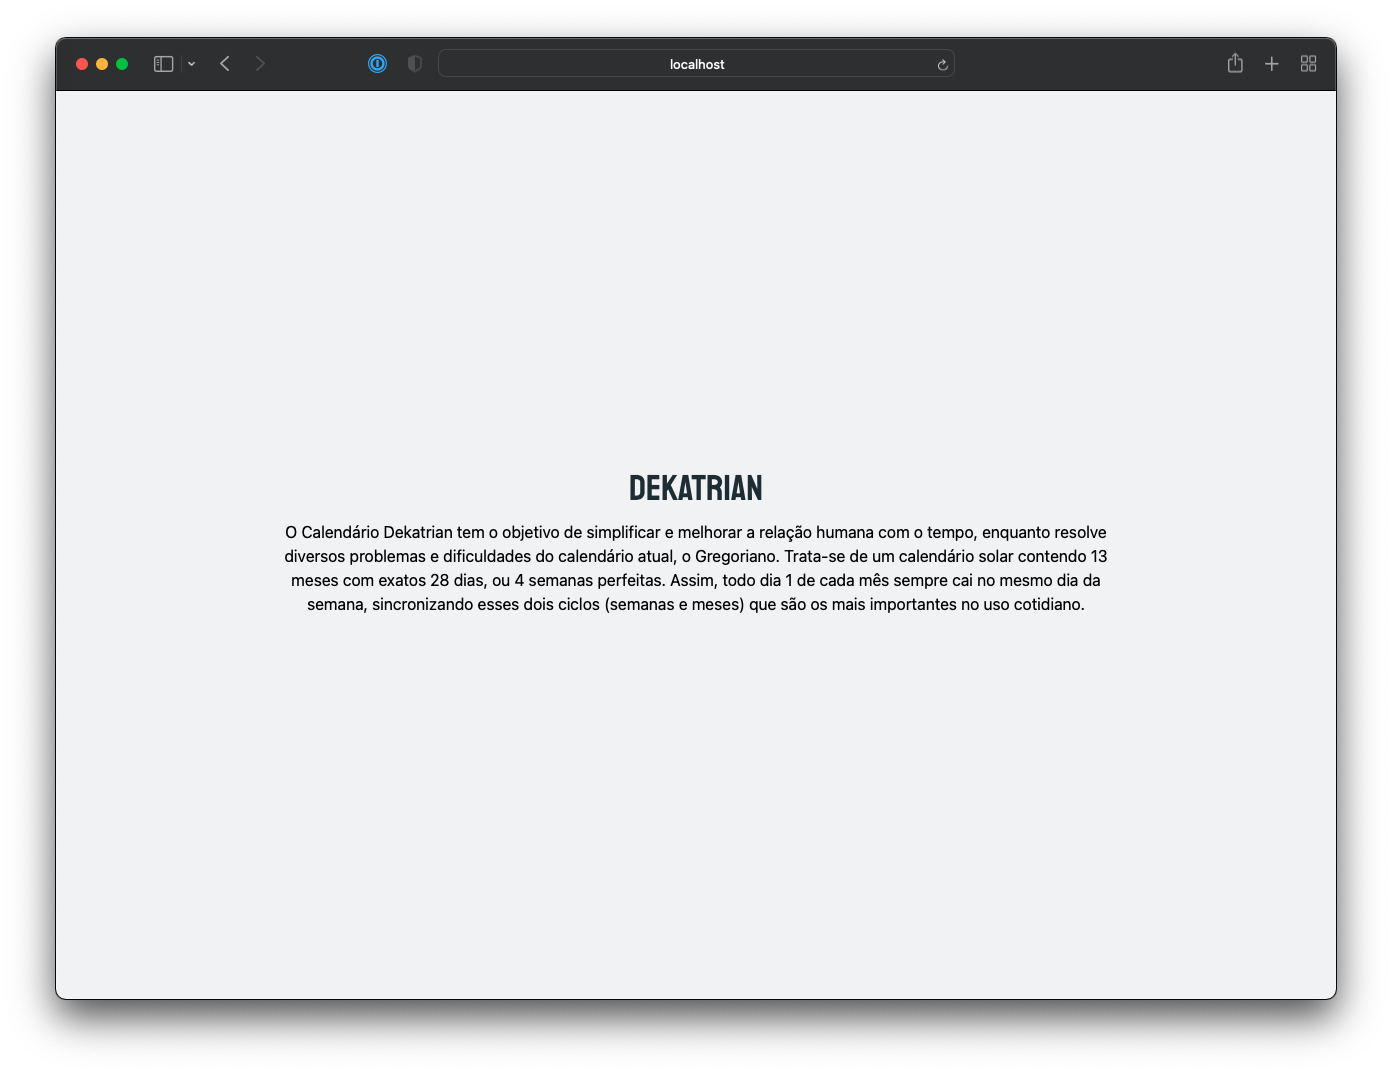 localhost
DEKATRIAN
O Calendário Dekatrian tem o objetivo de simplificar e melhorar a relação humana com o tempo, enquanto resolve
diversos problemas e dificuldades do calendário atual, o Gregoriano. Trata-se de um calendário solar contendo 13
meses com exatos 28 dias, ou 4 semanas perfeitas. Assim, todo dia 1 de cada mês sempre cai no mesmo dia da
semana, sincronizando esses dois ciclos (semanas e meses) que são os mais importantes no uso cotidiano.